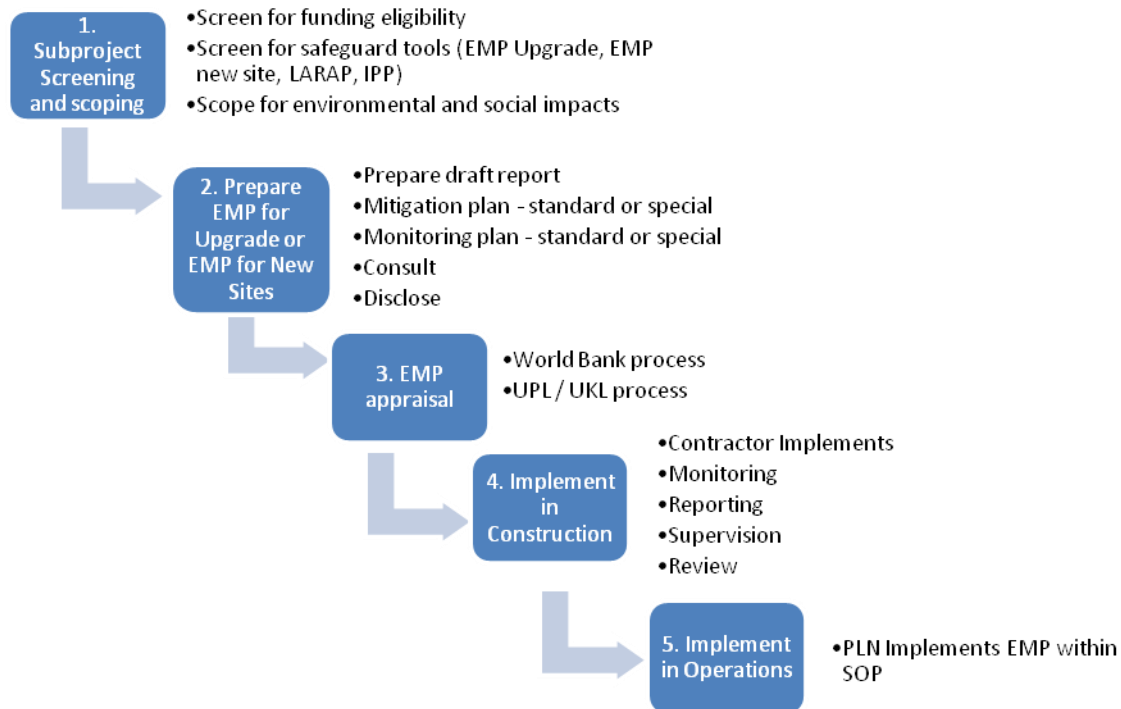 1.
Subproject
Screening
and scoping
•Screen for funding eligibility
•Screen for safeguard tools (EMP Upgrade, EMP
new site, LARAP, IPP)
•Scope for environmental and social impacts
2. Prepare
EMP for
Upgrade or
EMP for New
Sites
•Prepare draft report
•Mitigation plan - standard or special
•Monitoring plan - standard or special
•Consult
•Disclose
3. EMP
appraisal
•World Bank process
•UPL / UKL process
4. Implement
in
Construction
•Contractor Implements
•Monitoring
•Reporting
•Supervision
•Review
5. Implement
in Operations
•PLN Implements EMP within
SOP